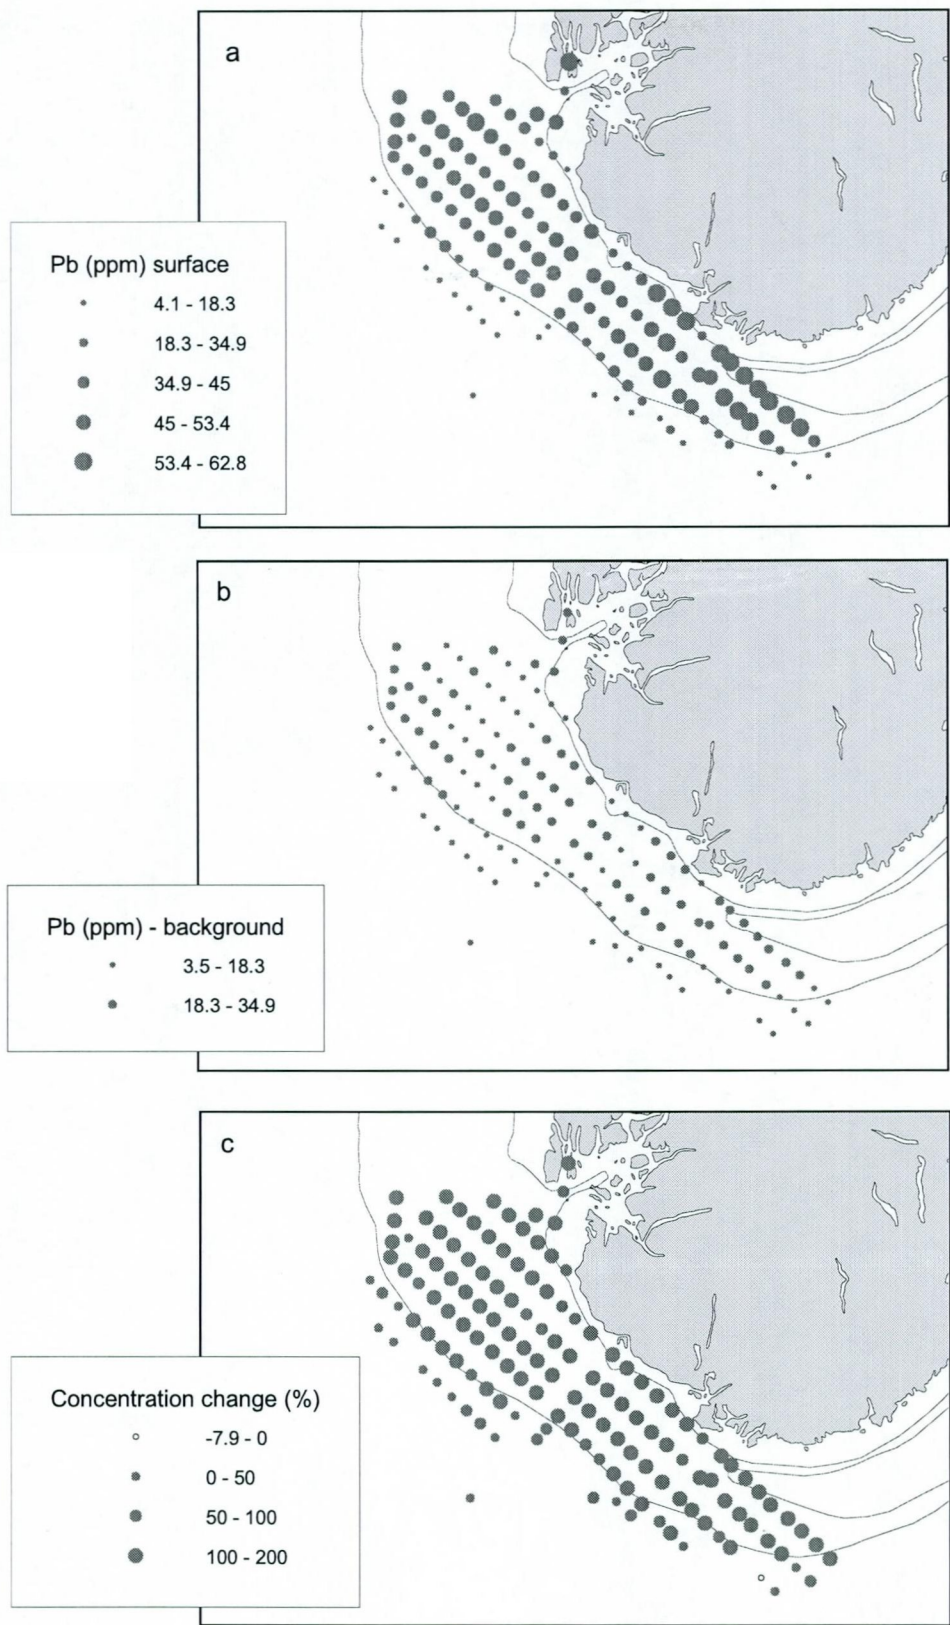 a
Pb (ppm) surface
4.1 - 18.3
18.3 - 34.9
34.9 - 45
45 - 53.4
53.4 - 62.8
b
Pb (ppm) - background
3.5 - 18.3
18.3 - 34.9
c
Concentration change (%)
-7.9 - 0
0 - 50
50 - 100
100 - 200